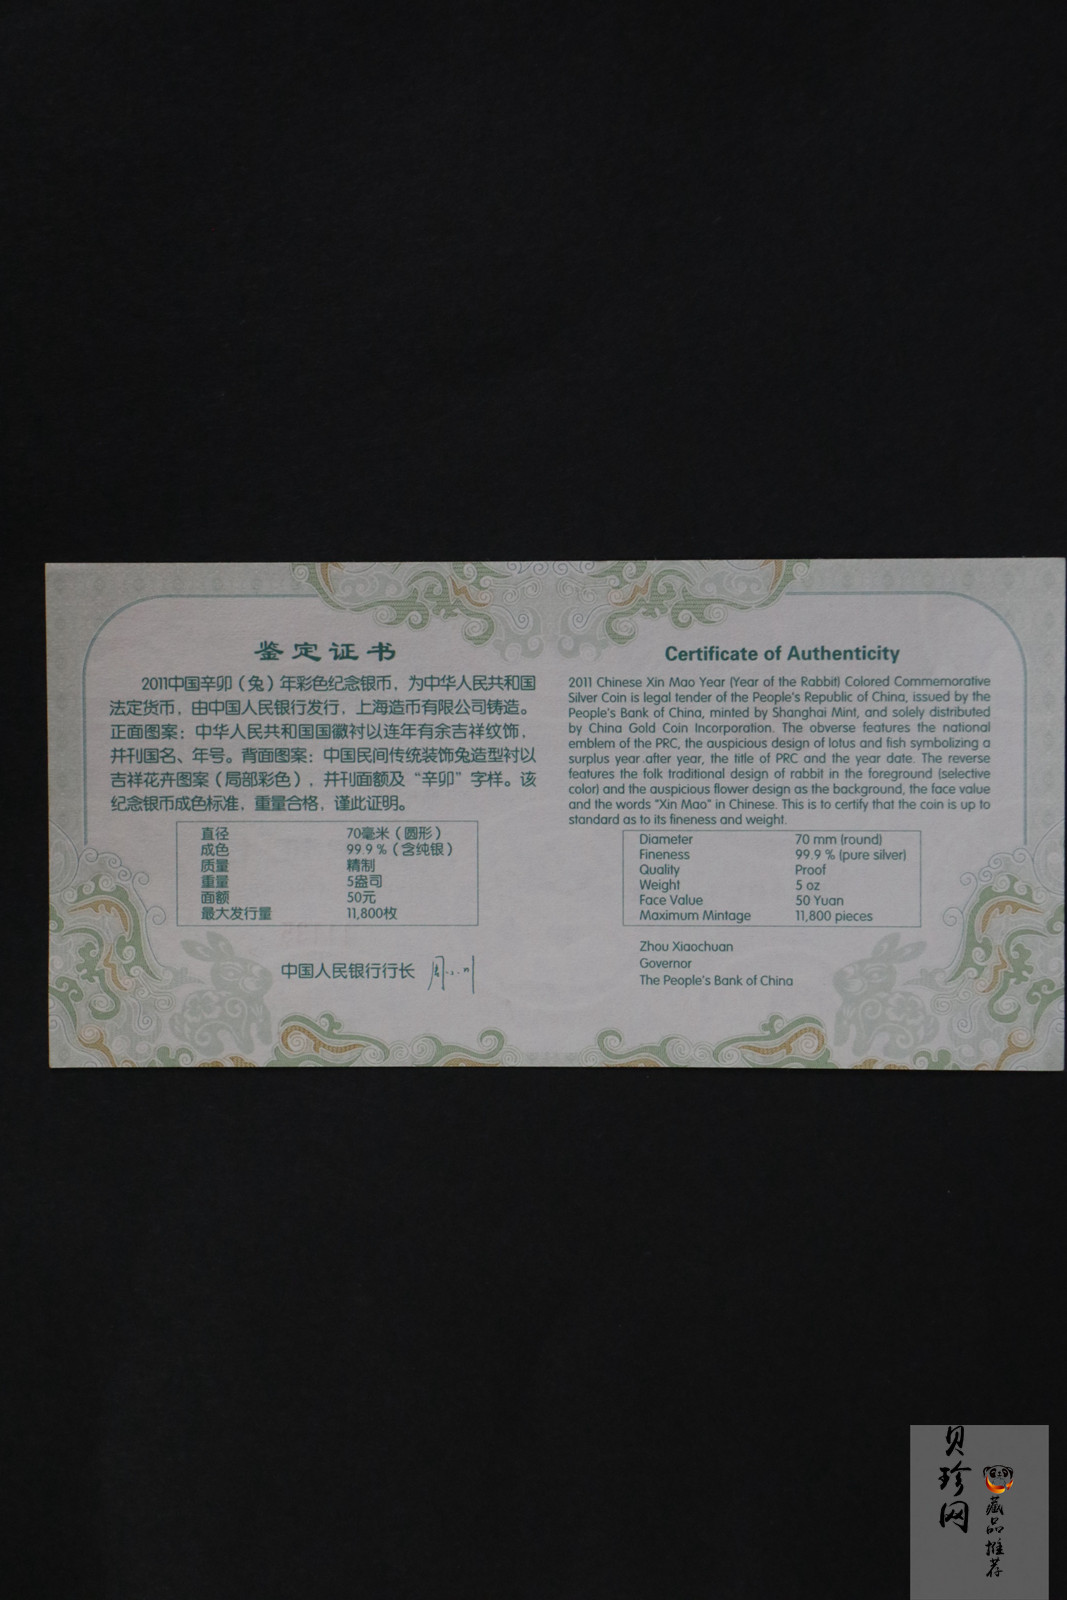 鉴定证书
2011中国辛卯（兔）年彩色纪念银币，为中华人民共和国
法定货币，由中国人民银行发行，上海造币有限公司铸造。
正面图案：中华人民共和国国徽衬以连年有余吉祥纹饰，
并刊国名、年号。背面图案：中国民间传统装饰兔造型衬以
吉祥花卉图案（局部彩色），并刊面额及“辛卯”字样。该
纪念银币成色标准，重量合格，谨此证明。
直径 70毫米（圆形）
成色 99.9％（含纯银）
质量 精制
重量 5盎司
面额 50元
最大发行量 11,800枚
中国人民银行行长
Certificate of Authenticity
2011 Chinese Xin Mao Year (Year of the Rabbit) Colored Commemorative
Silver Coin is legal tender of the People's Republic of China, issued by the
People's Bank of China, minted by Shanghai Mint, and solely distributed
by China Gold Coin Incorporation. The obverse features the national
emblem of the PRC, the auspicious design of lotus and fish symbolizing a
surplus year after year, the title of PRC and the year date. The reverse
features the folk traditional design of rabbit in the foreground (selective
color) and the auspicious flower design as the background, the face value
and the words "Xin Mao" in Chinese. This is to certify that the coin is up to
standard as to its fineness and weight.
Diameter 70 mm (round)
Fineness 99.9 % (pure silver)
Quality Proof
Weight 5 oz
Face Value 50 Yuan
Maximum Mintage 11,800 pieces
Zhou Xiaochuan
Governor
The People's Bank of China
贝珍网
藏品推荐